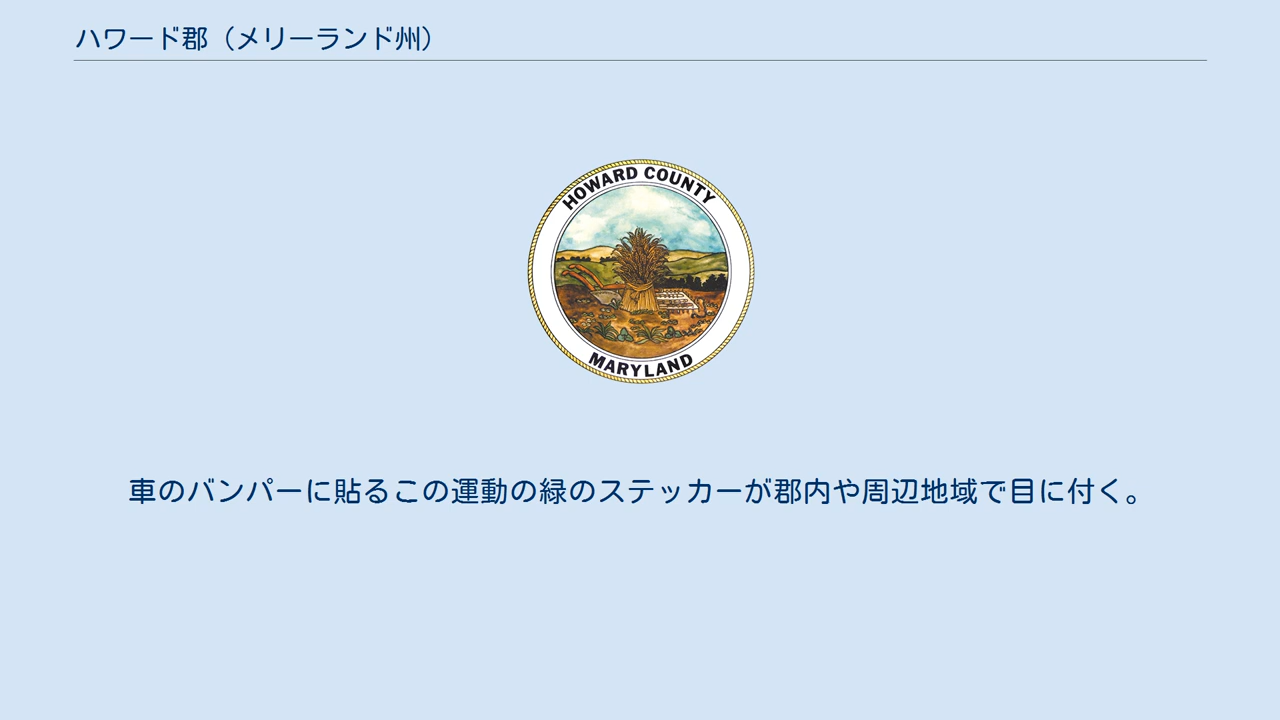 ハワード郡（メリーランド州）
HOWARD COUNTY
MARYLAND
車のバンパーに貼るこの運動の緑のステッカーが郡内や周辺地域で目に付く。